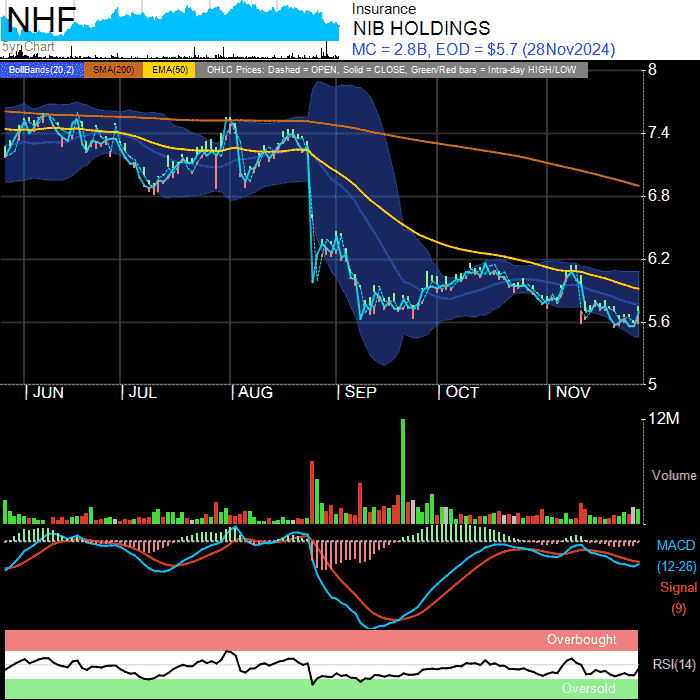 NHF
5yr Chart
Insurance
NIB HOLDINGS
MC = 2.8B, EOD = $5.7 (28Nov2024)
BollBands(20,2) SMA(200) EMA(50) OHLC Prices: Dashed = OPEN, Solid = CLOSE, Green/Red bars = Intra-day HIGH/LOW
8
7.4
6.8
6.2
5.6
5
JUN JUL AUG SEP OCT NOV
12M
Volume
MACD
(12-26)
Signal
(9)
Overbought
RSI(14)
Oversold